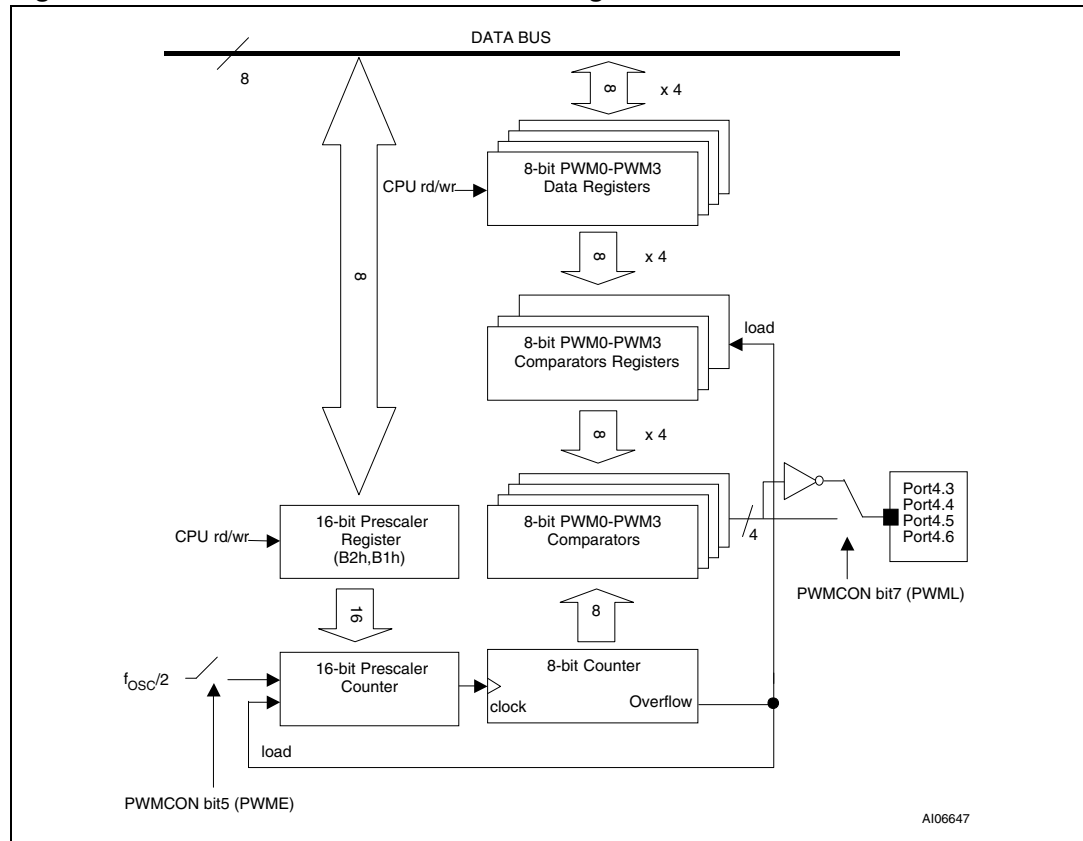 DATA BUS
8
8
x 4
8-bit PWM0-PWM3
Data Registers
CPU rd/wr
8
8
x 4
load
8-bit PWM0-PWM3
Comparators Registers
8
x 4
CPU rd/wr
16-bit Prescaler
Register
(B2h,B1h)
8-bit PWM0-PWM3
Comparators
4
Port4.3
Port4.4
Port4.5
Port4.6
PWMCON bit7 (PWML)
16
8
fOSC/2
16-bit Prescaler
Counter
8-bit Counter
clock
Overflow
load
PWMCON bit5 (PWME)
AI06647